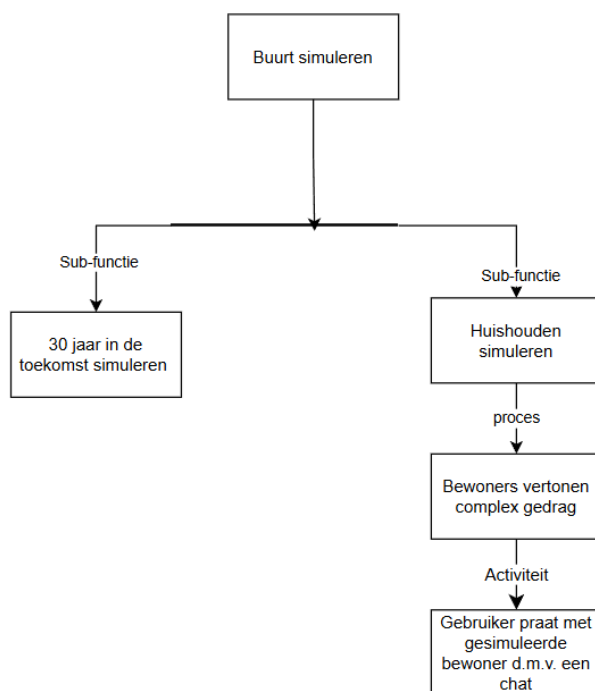 Buurt simuleren
Sub-functie
Sub-functie
30 jaar in de
toekomst simuleren
Huishouden
simuleren
proces
Bewoners vertonen
complex gedrag
Activiteit
Gebruiker praat met
gesimuleerde
bewoner d.m.v. een
chat